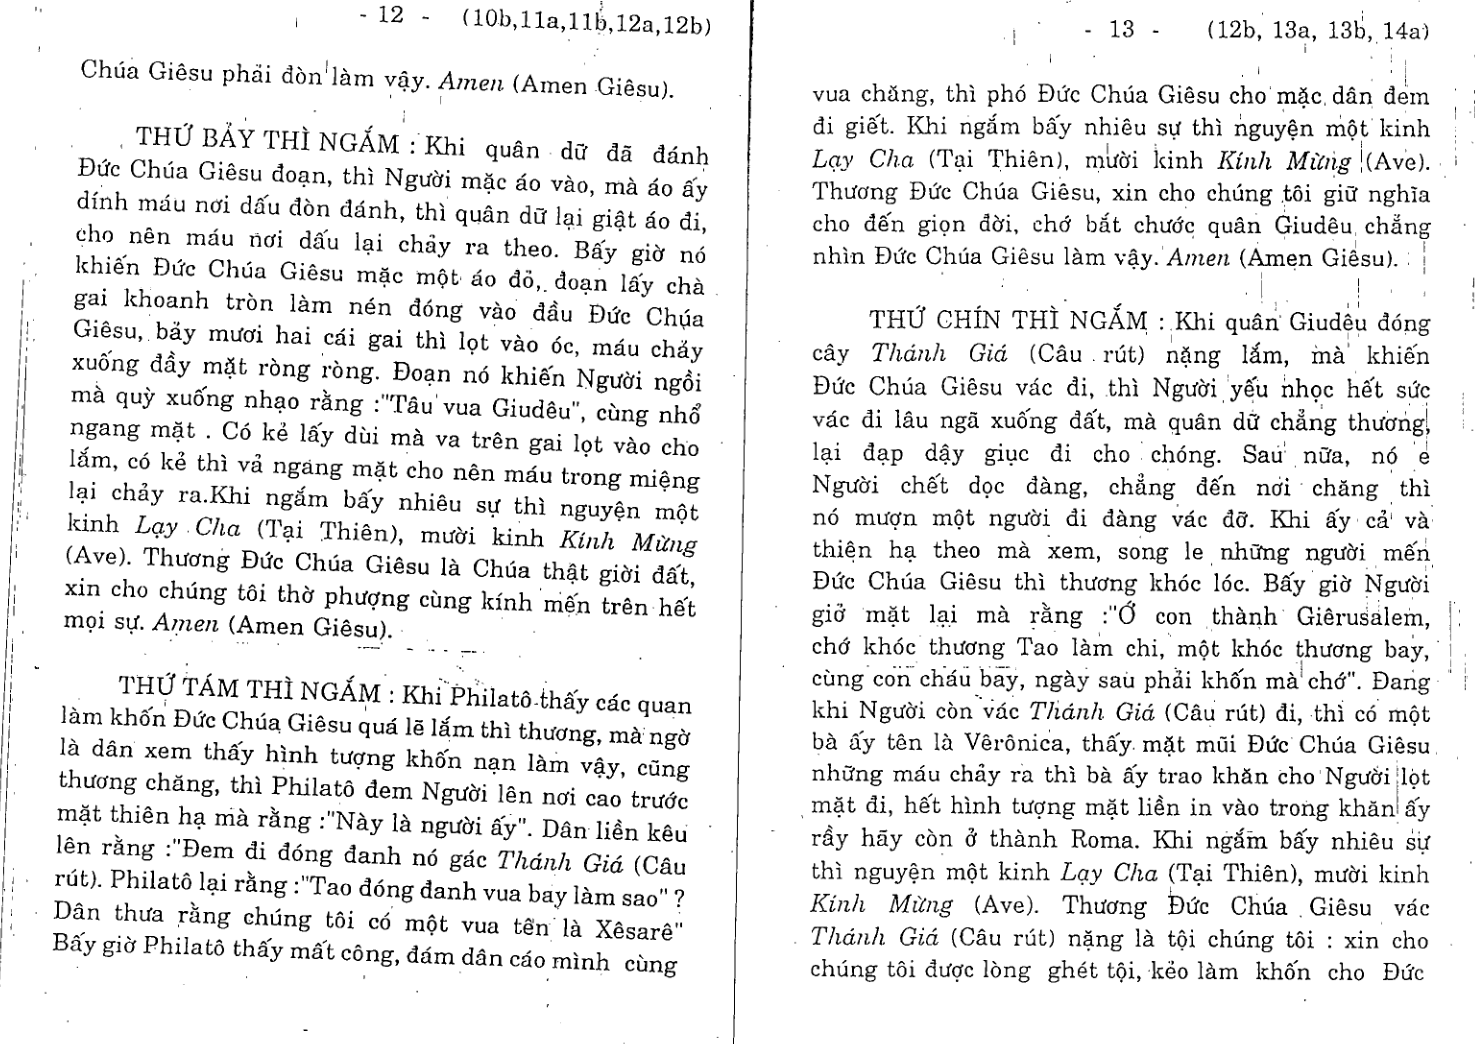 - 12 - (10b,11a,11b,12a,12b)
Chúa Giêsu phải đòn làm vậy. Amen (Amen Giêsu).
THỨ BẢY THÌ NGẮM : Khi quân dữ đã đánh
Đức Chúa Giêsu đoạn, thì Người mặc áo vào, mà áo ấy
dính máu nơi dấu đòn đánh, thì quân dữ lại giật áo đi,
cho nên máu nơi dấu lại chảy ra theo. Bấy giờ nó
khiến Đức Chúa Giêsu mặc một áo đỏ, đoạn lấy chà
gai khoanh tròn làm nén đóng vào đầu Đức Chúa
Giêsu, bảy mươi hai cái gai thì lọt vào óc, máu chảy
xuống đầy mặt ròng ròng. Đoạn nó khiến Người ngồi
mà quỳ xuống nhạo rằng :"Tâu vua Giudêu", cùng nhổ
ngang mặt . Có kẻ lấy dùi mà va trên gai lọt vào cho
lắm, có kẻ thì vả ngang mặt cho nên máu trong miệng
lại chảy ra.Khi ngắm bấy nhiêu sự thì nguyện một
kinh Lạy Cha (Tại Thiên), mười kinh Kính Mừng
(Ave). Thương Đức Chúa Giêsu là Chúa thật giời đất,
xin cho chúng tôi thờ phượng cùng kính mến trên hết
mọi sự. Amen (Amen Giêsu).
THỨ TÁM THÌ NGẮM : Khi Philatô thấy các quan
làm khốn Đức Chúa Giêsu quá lẽ lắm thì thương, mà ngờ
là dân xem thấy hình tượng khốn nạn làm vậy, cũng
thương chăng, thì Philatô đem Người lên nơi cao trước
mặt thiên hạ mà rằng :"Này là người ấy". Dân liền kêu
lên rằng :"Đem đi đóng đanh nó gác Thánh Giá (Câu
rút). Philatô lại rằng :"Tao đóng đanh vua bay làm sao" ?
Dân thưa rằng chúng tôi có một vua tên là Xêsarê"
Bấy giờ Philatô thấy mất công, đám dân cáo mình cùng
- 13 - (12b, 13a, 13b, 14a)
vua chăng, thì phó Đức Chúa Giêsu cho mặc dân đem
đi giết. Khi ngắm bấy nhiêu sự thì nguyện một kinh
Lạy Cha (Tại Thiên), mười kinh Kính Mừng (Ave).
Thương Đức Chúa Giêsu, xin cho chúng tôi giữ nghĩa
cho đến giọn đời, chớ bắt chước quân Giudêu chẳng
nhìn Đức Chúa Giêsu làm vậy. Amen (Amen Giêsu).
THỨ CHÍN THÌ NGẮM : Khi quân Giudêu đóng
cây Thánh Giá (Câu rút) nặng lắm, mà khiến
Đức Chúa Giêsu vác đi, thì Người yếu nhọc hết sức
vác đi lâu ngã xuống đất, mà quân dữ chẳng thương,
lại đạp dậy giục đi cho chóng. Sau nữa, nó e
Người chết dọc đàng, chẳng đến nơi chăng thì
nó mượn một người đi đàng vác đỡ. Khi ấy cả và
thiên hạ theo mà xem, song le những người mến
Đức Chúa Giêsu thì thương khóc lóc. Bấy giờ Người
giở mặt lại mà rằng :"Ớ con thành Giêrusalem,
chớ khóc thương Tao làm chi, một khóc thương bay,
cùng con cháu bay, ngày sau phải khốn mà chớ". Đang
khi Người còn vác Thánh Giá (Câu rút) đi, thì có một
bà ấy tên là Vêrônica, thấy mặt mũi Đức Chúa Giêsu
những máu chảy ra thì bà ấy trao khăn cho Người lọt
mặt đi, hết hình tượng mặt liền in vào trong khăn ấy
rầy hãy còn ở thành Roma. Khi ngắm bấy nhiêu sự
thì nguyện một kinh Lạy Cha (Tại Thiên), mười kinh
Kính Mừng (Ave). Thương Đức Chúa Giêsu vác
Thánh Giá (Câu rút) nặng là tội chúng tôi : xin cho
chúng tôi được lòng ghét tội, kẻo làm khốn cho Đức